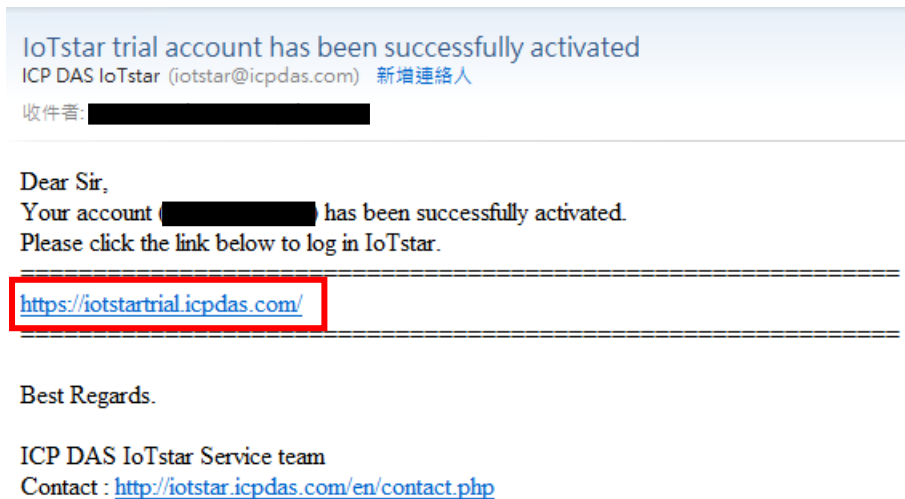 IoTstar trial account has been successfully activated
ICP DAS IoTstar (iotstar@icpdas.com) 新增連絡人
收件者:
Dear Sir,
Your account ( ) has been successfully activated.
Please click the link below to log in IoTstar.
=============================================================
https://iotstartrial.icpdas.com/
=============================================================
Best Regards.
ICP DAS IoTstar Service team
Contact : http://iotstar.icpdas.com/en/contact.php